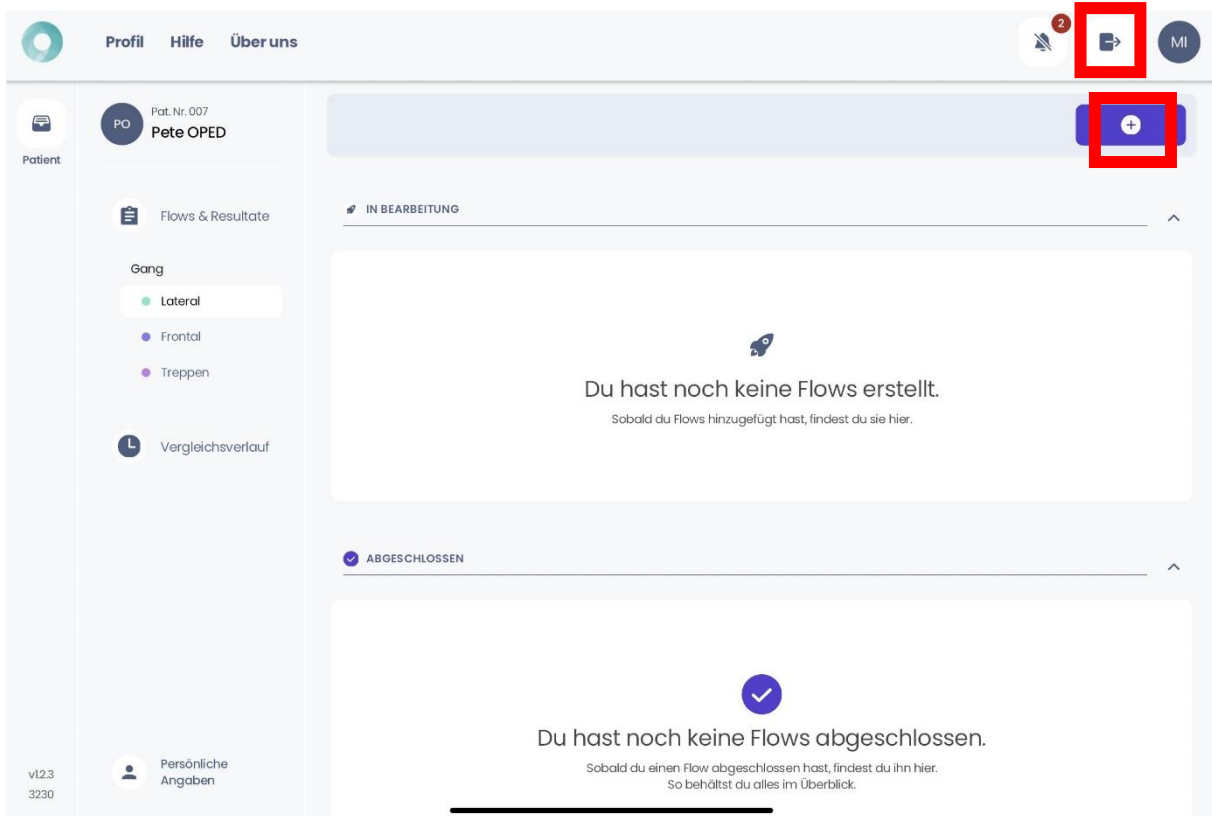 Profil Hilfe Über uns
2
MI
Patient
PO
Pat. Nr. 007
Pete OPED
Flows & Resultate
Gang
Lateral
Frontal
Treppen
Vergleichsverlauf
Persönliche
Angaben
v1.2.3
3230
IN BEARBEITUNG
Du hast noch keine Flows erstellt.
Sobald du Flows hinzugefügt hast, findest du sie hier.
ABGESCHLOSSEN
Du hast noch keine Flows abgeschlossen.
Sobald du einen Flow abgeschlossen hast, findest du ihn hier.
So behältst du alles im Überblick.